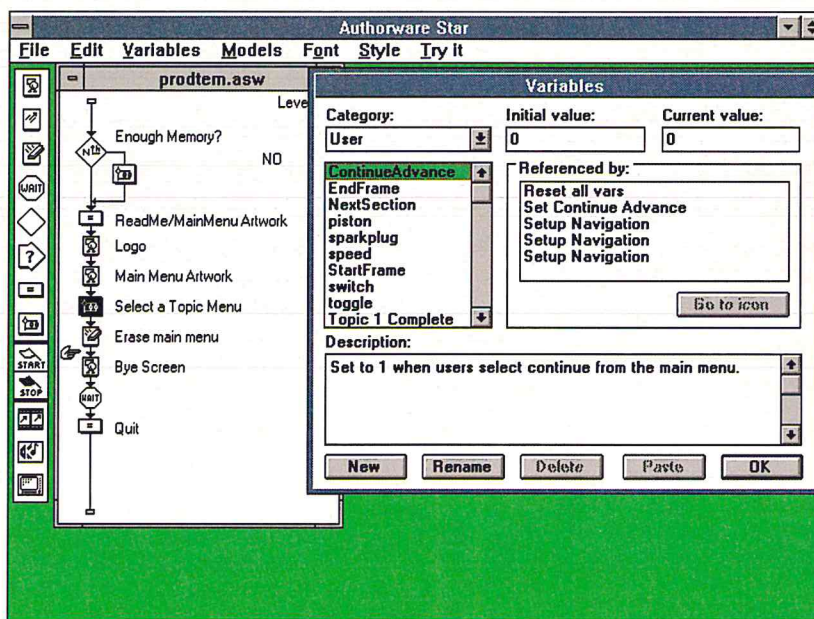 Authorware Star
File Edit Variables Models Font Style Try it
prodtem.asw
Leve
Enough Memory?
Nth
NO
ReadMe/MainMenu Artwork
Logo
Main Menu Artwork
Select a Topic Menu
Erase main menu
Bye Screen
WAIT
Quit
WAIT
START
STOP
Variables
Category:
User
Initial value:
0
Current value:
0
ContinueAdvance
EndFrame
NextSection
piston
sparkplug
speed
StartFrame
switch
toggle
Topic 1 Complete
Referenced by:
Reset all vars
Set Continue Advance
Setup Navigation
Setup Navigation
Setup Navigation
Go to icon
Description:
Set to 1 when users select continue from the main menu.
New Rename Delete Paste OK